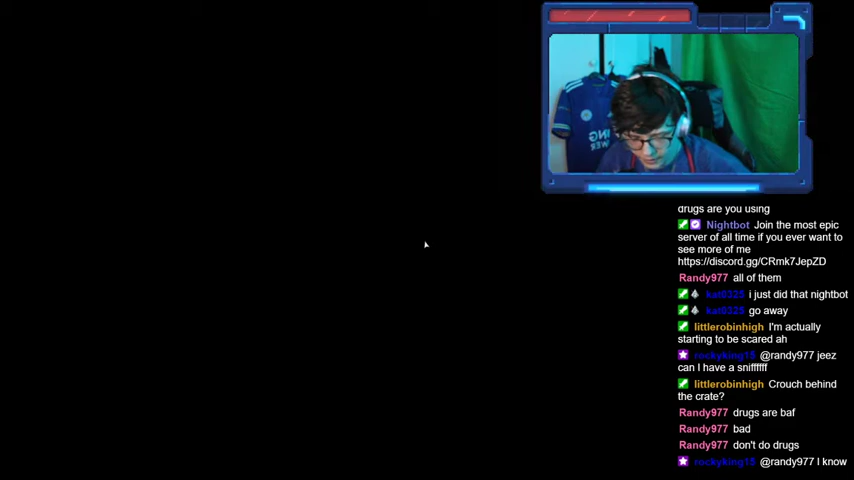 drugs are you using
Nightbot Join the most epic
server of all time if you ever want to
see more of me
https://discord.gg/CRmk7JepZD
Randy977 all of them
kat0325 i just did that nightbot
kat0325 go away
littlerobinhigh I'm actually
starting to be scared ah
rockyking15 @randy977 jeez
can I have a sniffffff
littlerobinhigh Crouch behind
the crate?
Randy977 drugs are baf
Randy977 bad
Randy977 don't do drugs
rockyking15 @randy977 I know